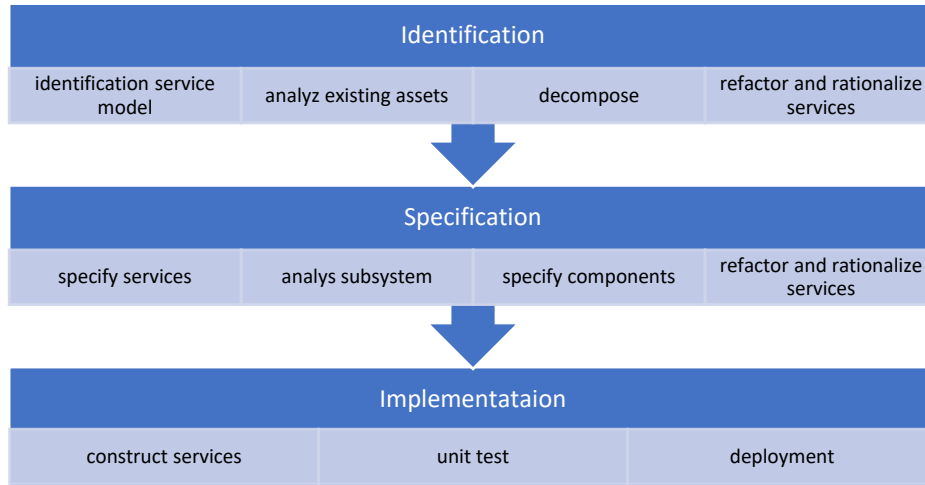 Identification
identification service
model
analyz existing assets
decompose
refactor and rationalize
services
Specification
specify services
analys subsystem
specify components
refactor and rationalize
services
Implementataion
construct services
unit test
deployment